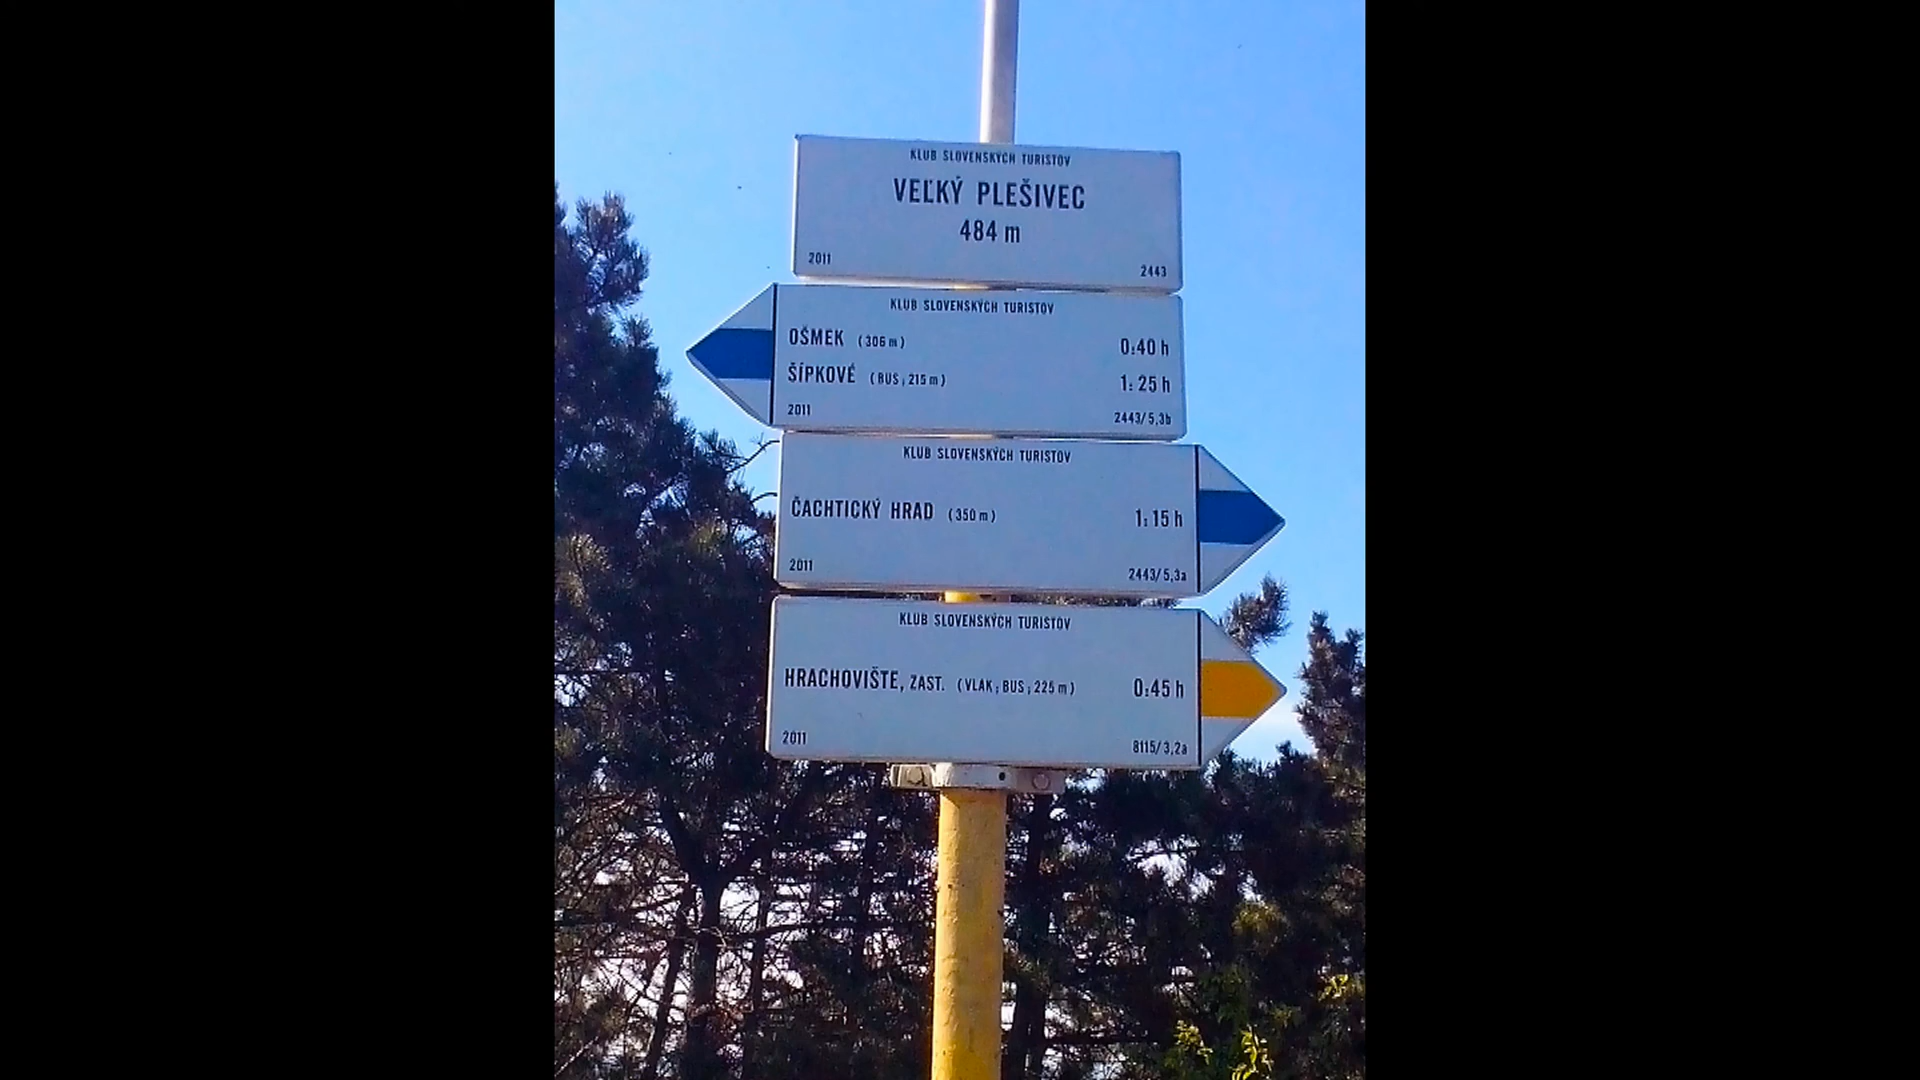 KLUB SLOVENSKÝCH TURISTOV
VEĽKÝ PLEŠIVEC
484 m
2011 2443
KLUB SLOVENSKÝCH TURISTOV
OŠMEK (306 m) 0:40 h
ŠÍPKOVÉ (BUS; 215 m) 1:25 h
2011 2443/5,3b
KLUB SLOVENSKÝCH TURISTOV
ČACHTICKÝ HRAD (350 m) 1:15 h
2011 2443/5,3a
KLUB SLOVENSKÝCH TURISTOV
HRACHOVIŠTE, ZAST. (VLAK; BUS; 225 m) 0:45 h
2011 8115/3,2a